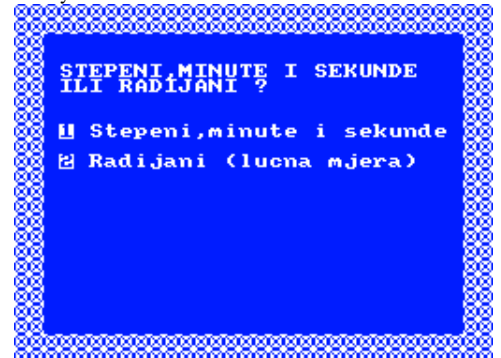 STEPENI,MINUTE I SEKUNDE
ILI RADIJANI ?
1 Stepeni,minute i sekunde
2 Radijani (lucna mjera)